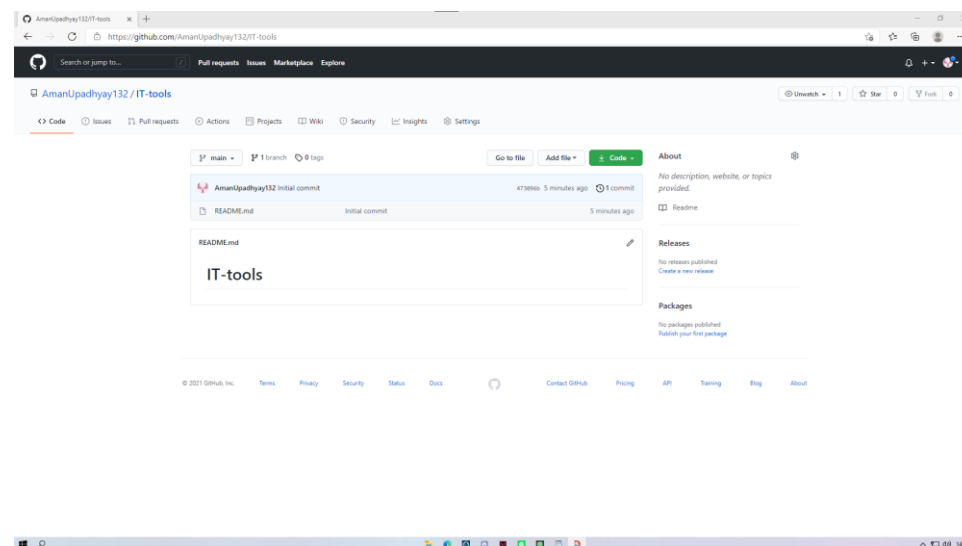 AmanUpadhyay132/IT-tools
https://github.com/AmanUpadhyay132/IT-tools
Search or jump to... / Pull requests Issues Marketplace Explore
AmanUpadhyay132 / IT-tools
Unwatch 1 Star 0 Fork 0
<> Code Issues Pull requests Actions Projects Wiki Security Insights Settings
main 1 branch 0 tags Go to file Add file Code
About
No description, website, or topics
provided.
Readme
AmanUpadhyay132 Initial commit 5 minutes ago 1 commit
README.md Initial commit 5 minutes ago
README.md
IT-tools
Releases
No releases published
Create a new release
Packages
No packages published
Publish your first package
© 2021 GitHub, Inc. Terms Privacy Security Status Docs Contact GitHub Pricing API Training Blog About